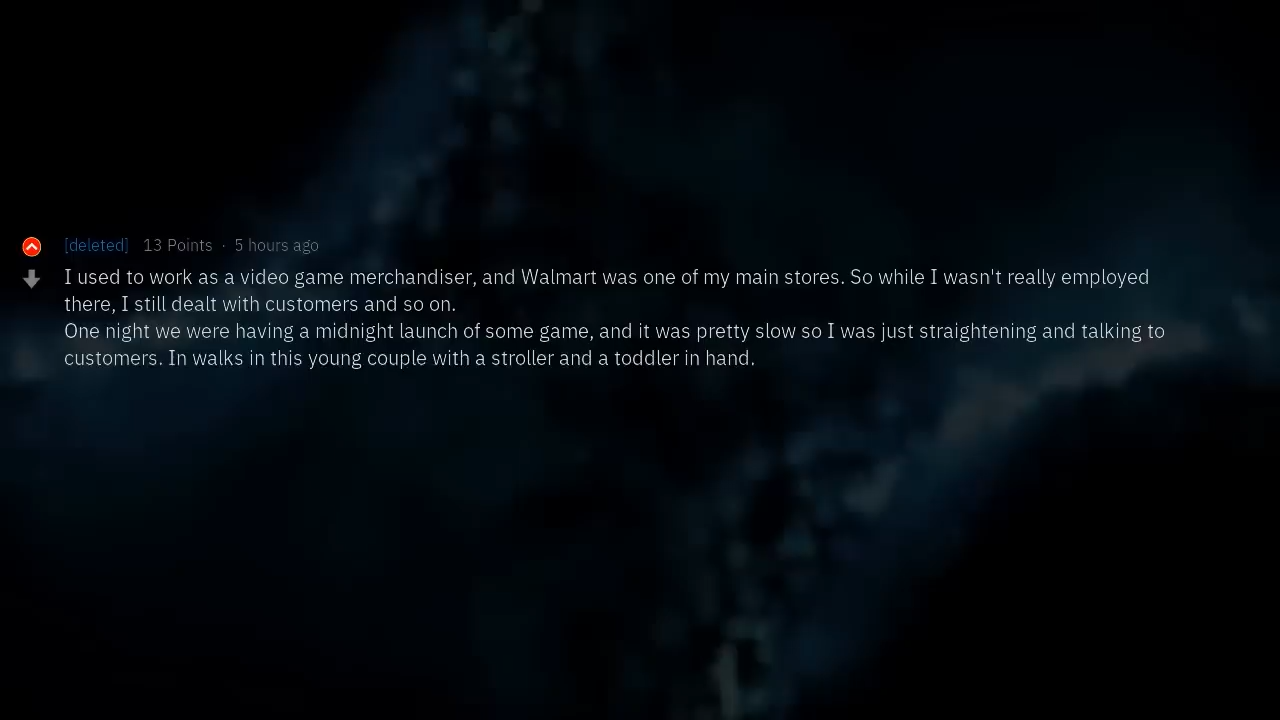 [deleted] 13 Points · 5 hours ago
I used to work as a video game merchandiser, and Walmart was one of my main stores. So while I wasn't really employed
there, I still dealt with customers and so on.
One night we were having a midnight launch of some game, and it was pretty slow so I was just straightening and talking to
customers. In walks in this young couple with a stroller and a toddler in hand.